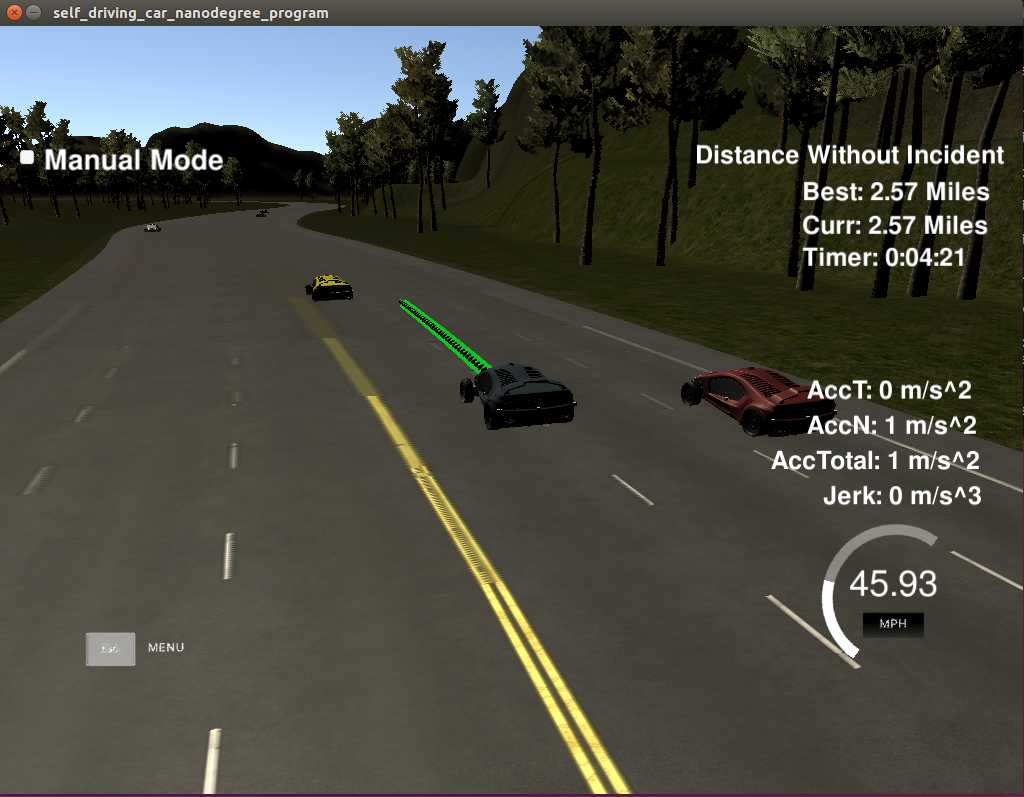 self_driving_car_nanodegree_program
Manual Mode
Distance Without Incident
Best: 2.57 Miles
Curr: 2.57 Miles
Timer: 0:04:21
AccT: 0 m/s^2
AccN: 1 m/s^2
AccTotal: 1 m/s^2
Jerk: 0 m/s^3
45.93
MPH
MENU